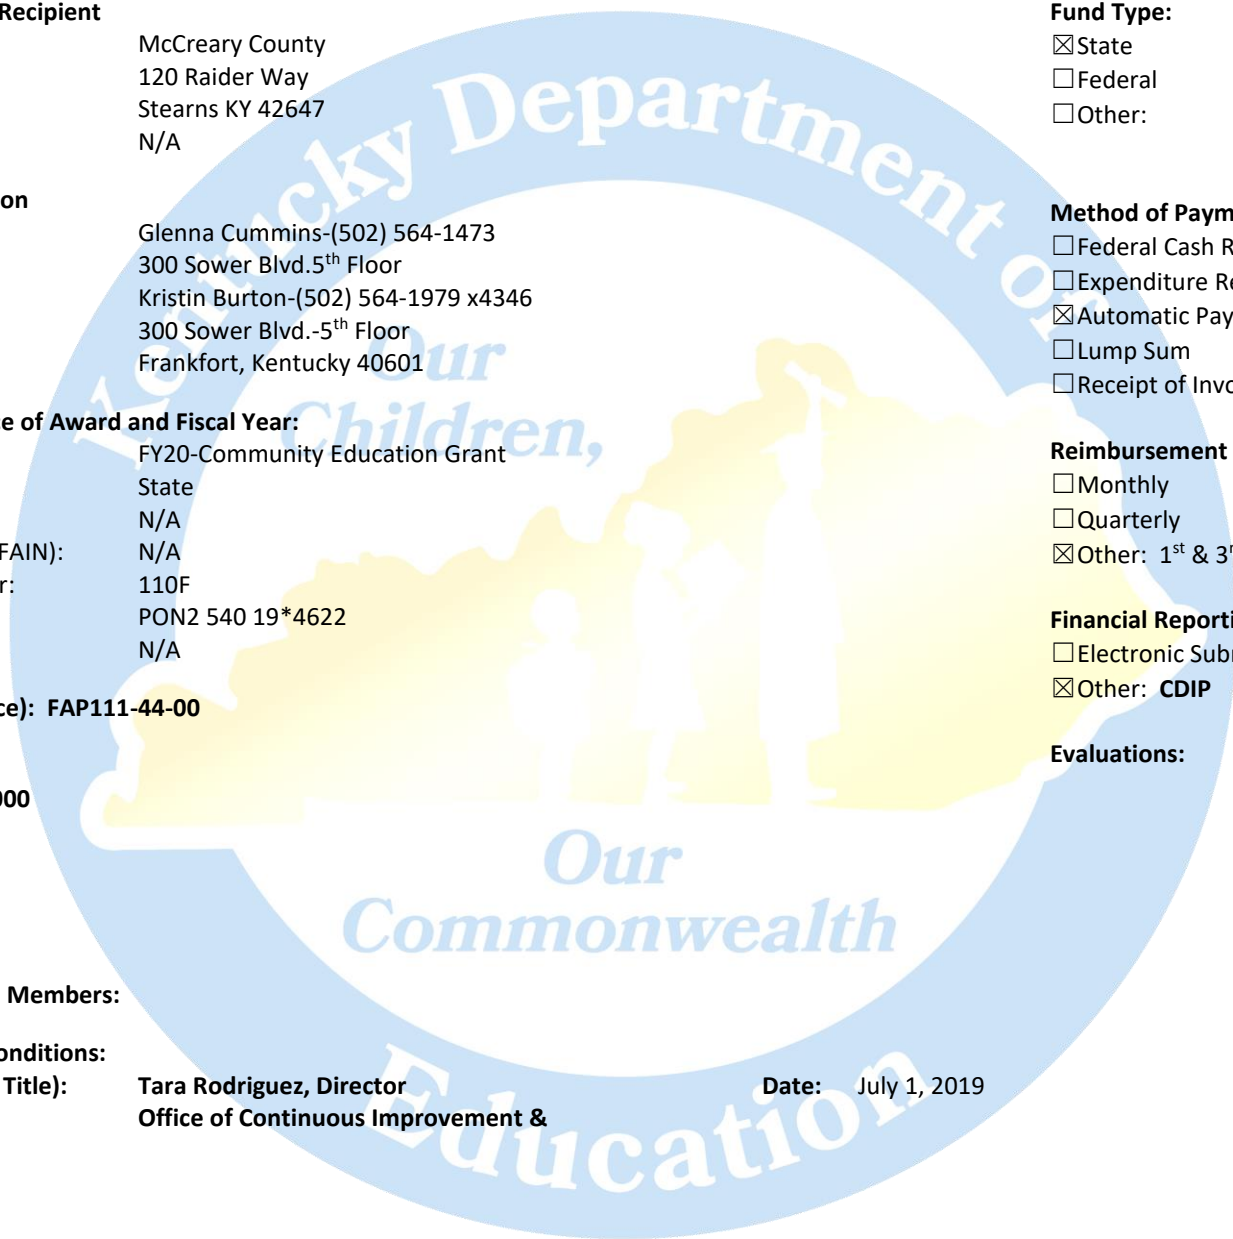 Recipient
McCreary County
120 Raider Way
Stearns KY 42647
N/A
on
Glenna Cummins-(502) 564-1473
300 Sower Blvd.5th Floor
Kristin Burton-(502) 564-1979 x4346
300 Sower Blvd.-5th Floor
Frankfort, Kentucky 40601
e of Award and Fiscal Year:
FY20-Community Education Grant
State
N/A
FAIN): N/A
r: 110F
PON2 540 19*4622
N/A
ce): FAP111-44-00
000
Members:
onditions:
Title): Tara Rodriguez, Director Date: July 1, 2019
Office of Continuous Improvement &
Fund Type:
☒State
☐Federal
☐Other:
Method of Paym
☐Federal Cash R
☐Expenditure Re
☒Automatic Pay
☐Lump Sum
☐Receipt of Invo
Reimbursement
☐Monthly
☐Quarterly
☒Other: 1st & 3r
Financial Reporti
☐Electronic Sub
☒Other: CDIP
Evaluations:
Kentucky Department of
Education
Our
Children,
Our
Commonwealth